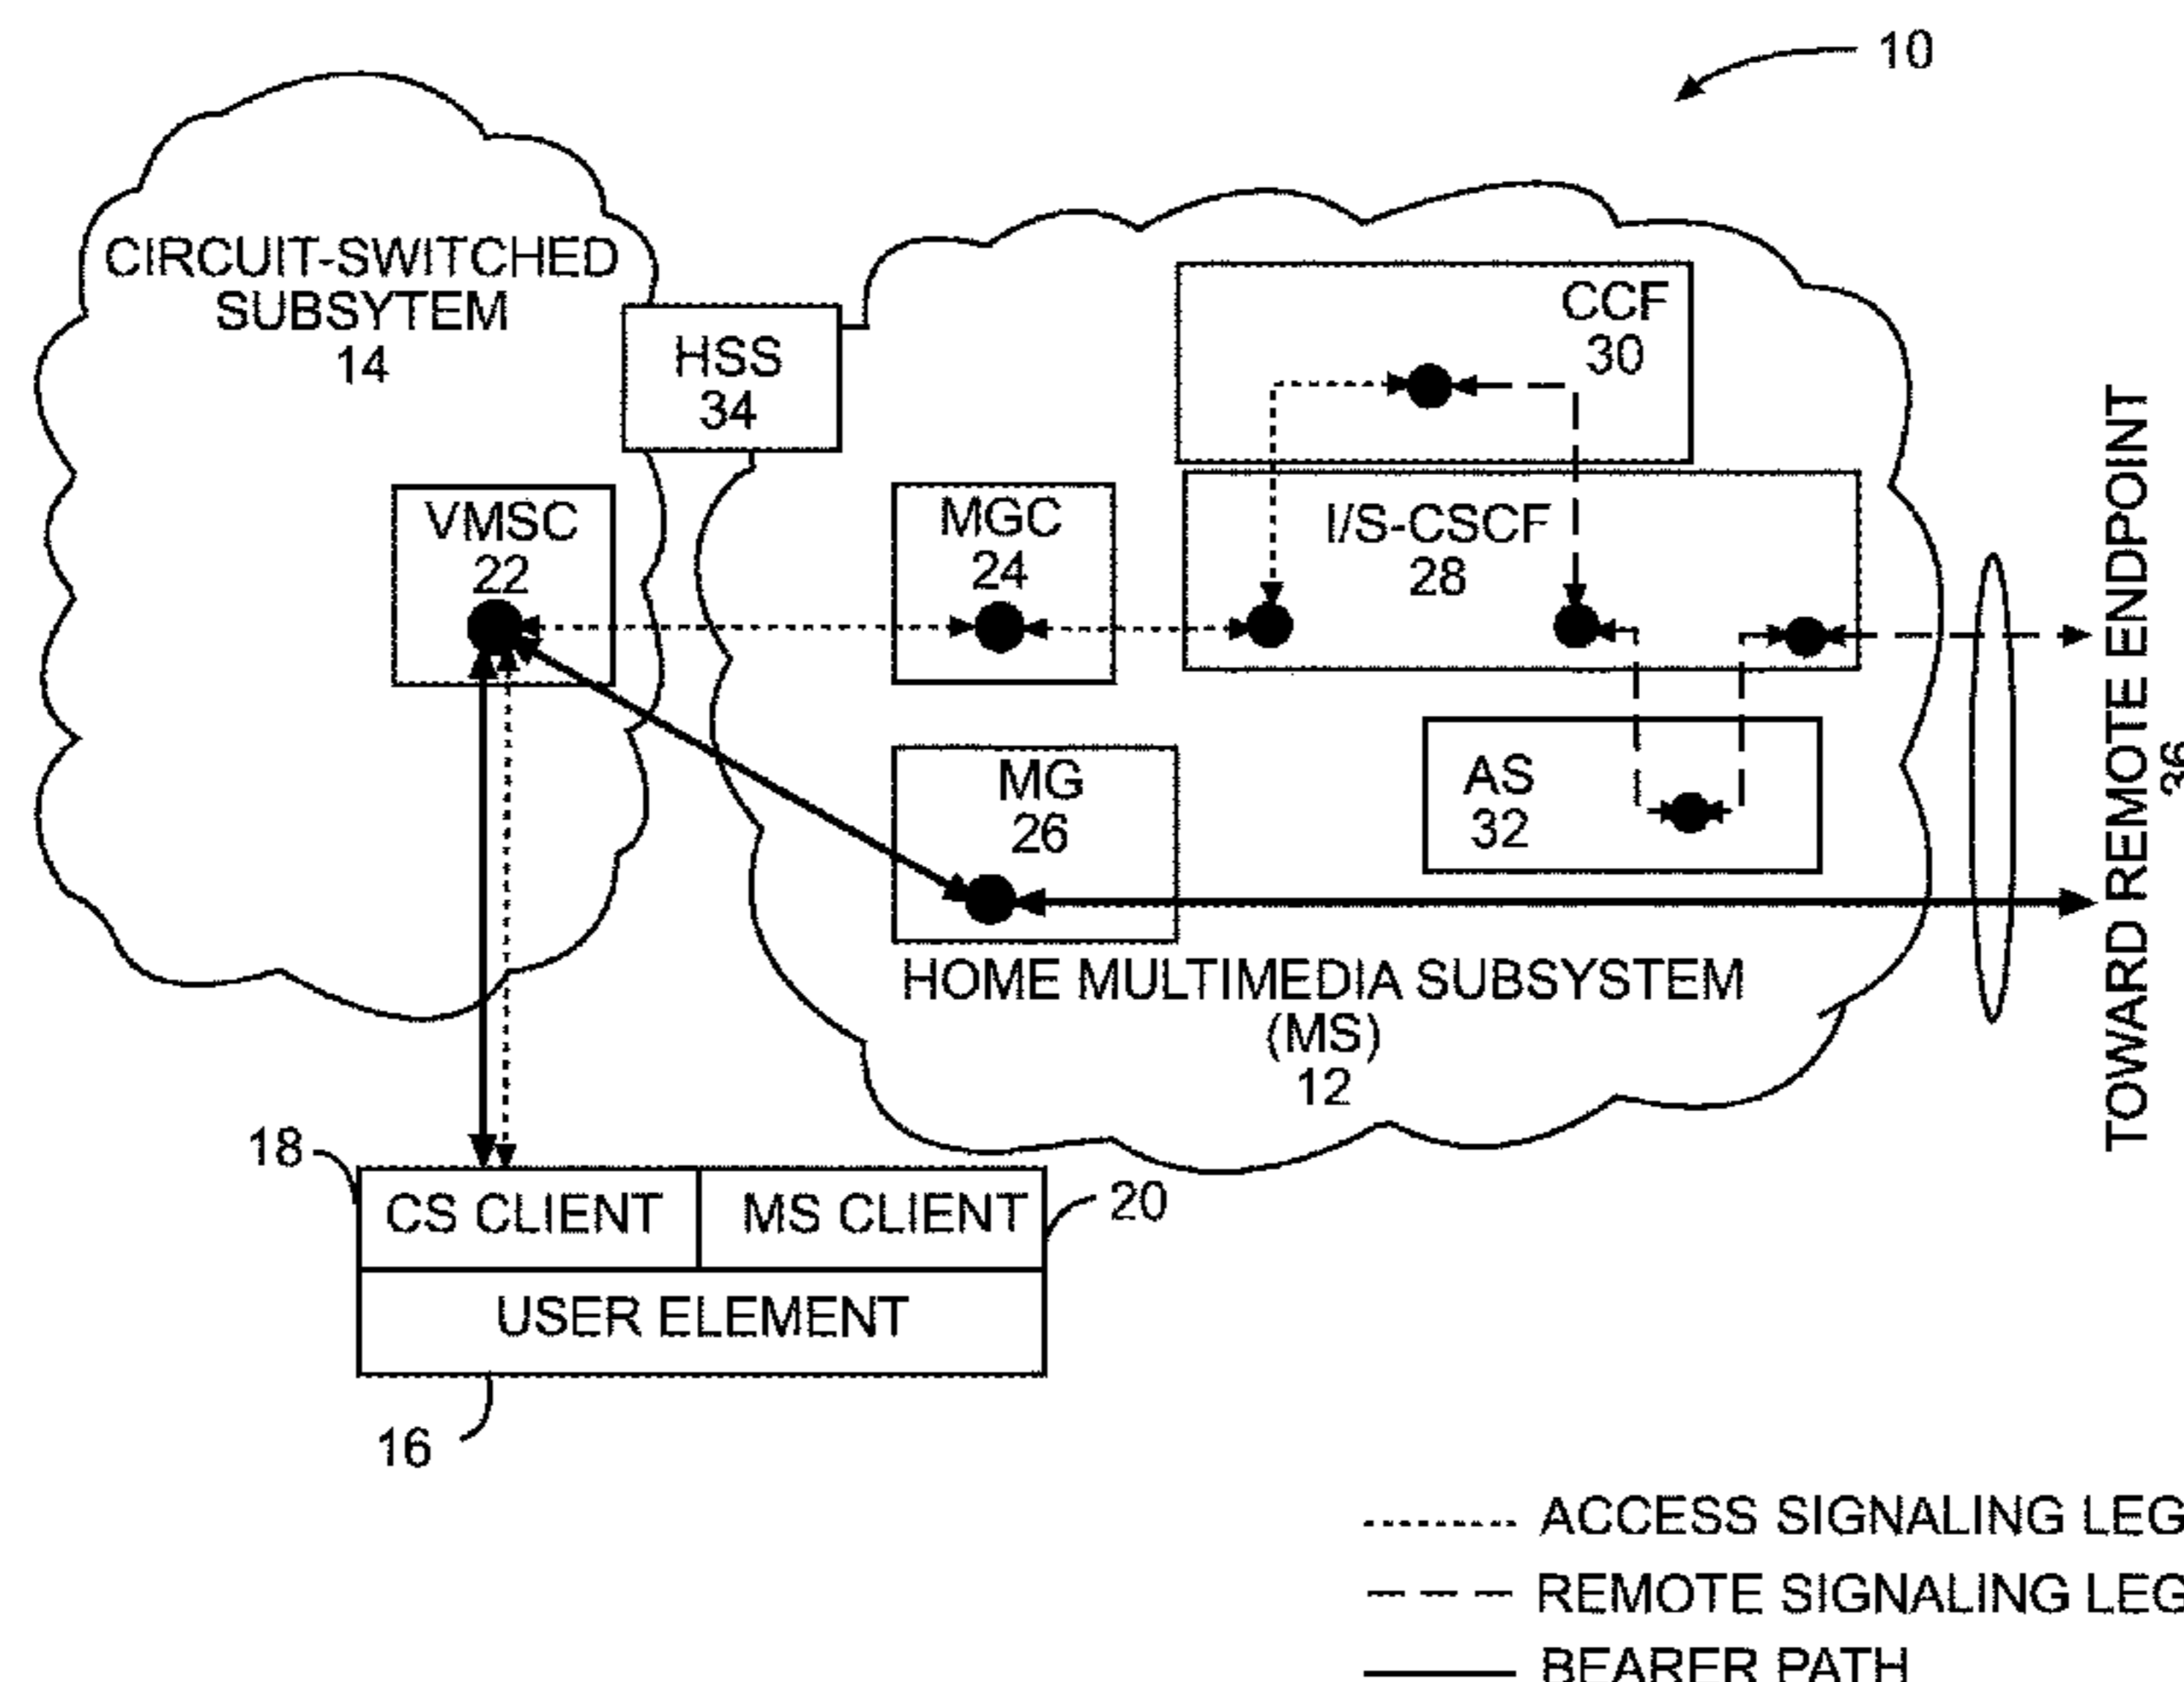 10
CIRCUIT-SWITCHED
SUBSYTEM
14
HSS
34
CCF
30
VMSC
22
MGC
24
I/S-CSCF
28
MG
26
AS
32
HOME MULTIMEDIA SUBSYSTEM
(MS)
12
TOWARD REMOTE ENDPOINT
36
18
CS CLIENT
MS CLIENT
20
USER ELEMENT
16
ACCESS SIGNALING LEG
REMOTE SIGNALING LEG
BEARER PATH